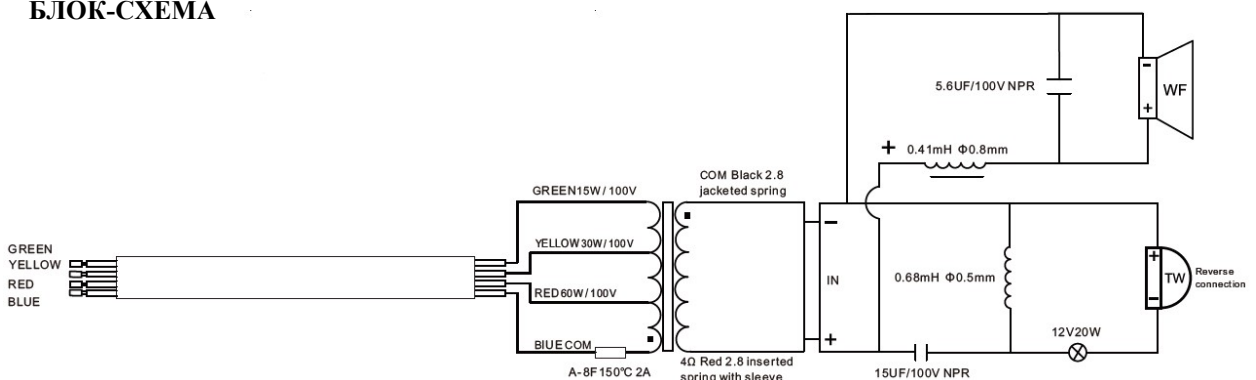 БЛОК-СХЕМА
5.6UF/100V NPR
-
WF
+
+ 0.41mH Φ0.8mm
COM Black 2.8
jacketed spring
GREEN15W/100V
YELLOW30W/100V
RED60W/100V
BIUE COM
A-8F150°C 2A
GREEN
YELLOW
RED
BLUE
-
IN
+
4Ω Red 2.8 inserted
spring with sleeve
0.68mH Φ0.5mm
+
TW
-
Reverse
connection
12V20W
15UF/100V NPR